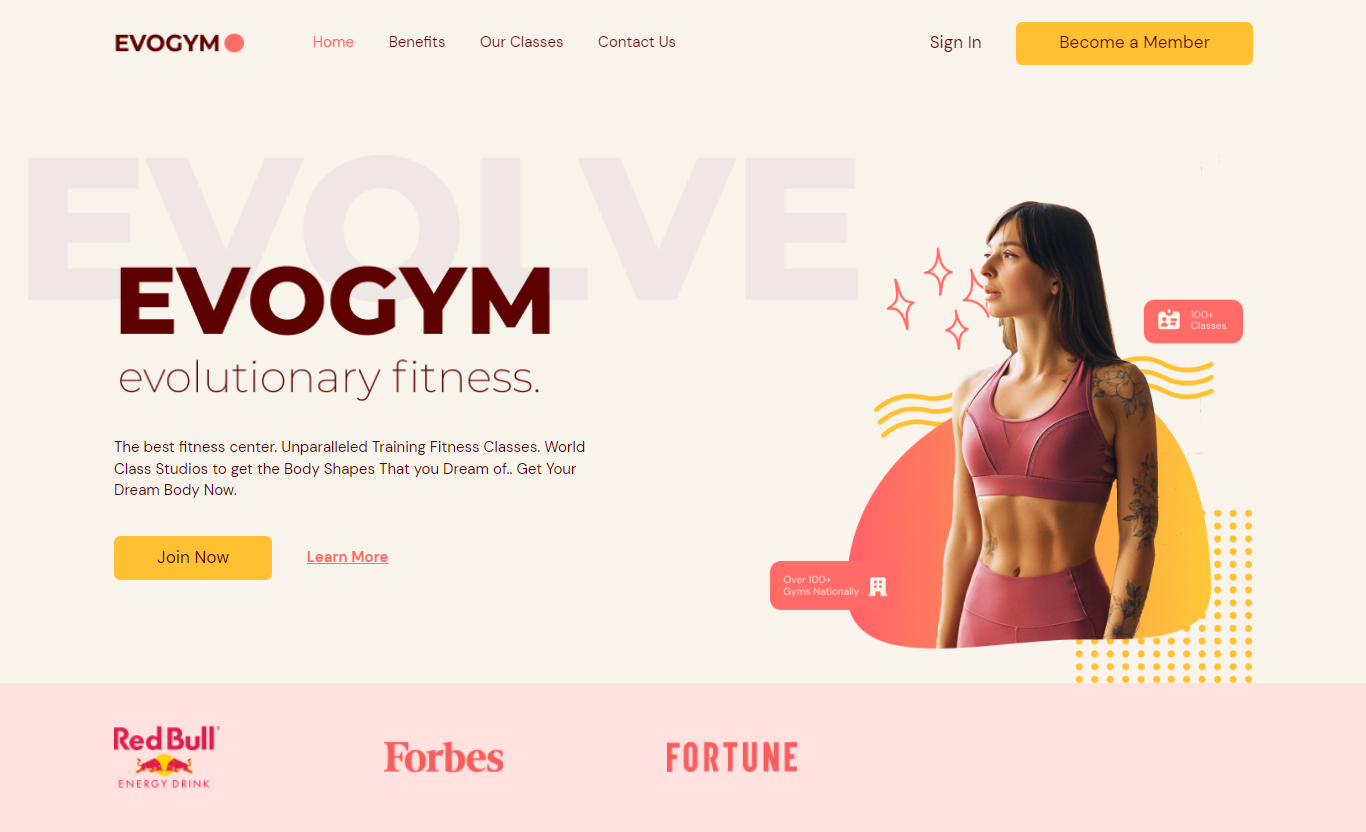 EVOGYM
Home
Benefits
Our Classes
Contact Us
Sign In
Become a Member
EVOLVE
EVOGYM
evolutionary fitness.
The best fitness center. Unparalleled Training Fitness Classes. World
Class Studios to get the Body Shapes That you Dream of.. Get Your
Dream Body Now.
Join Now
Learn More
100+
Classes
Over 100+
Gyms Nationally
Red Bull
ENERGY DRINK
Forbes
FORTUNE